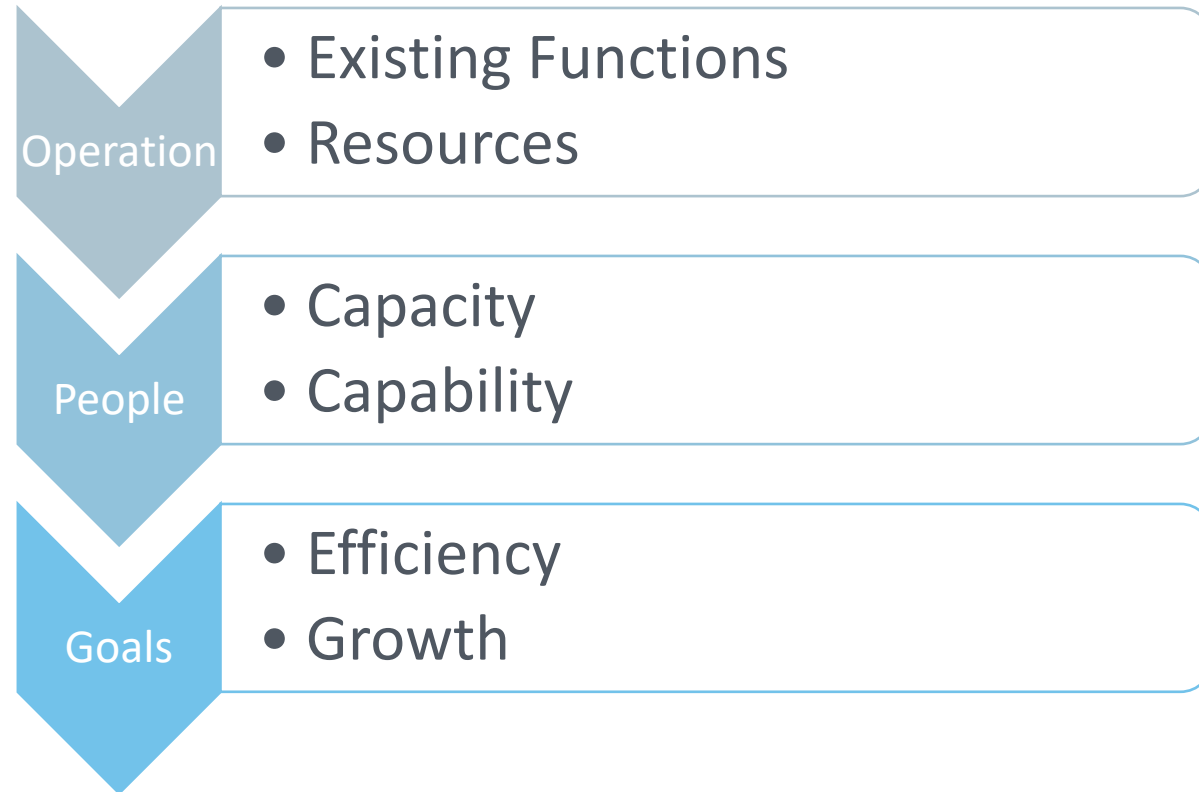 Operation
• Existing Functions
• Resources
People
• Capacity
• Capability
Goals
• Efficiency
• Growth